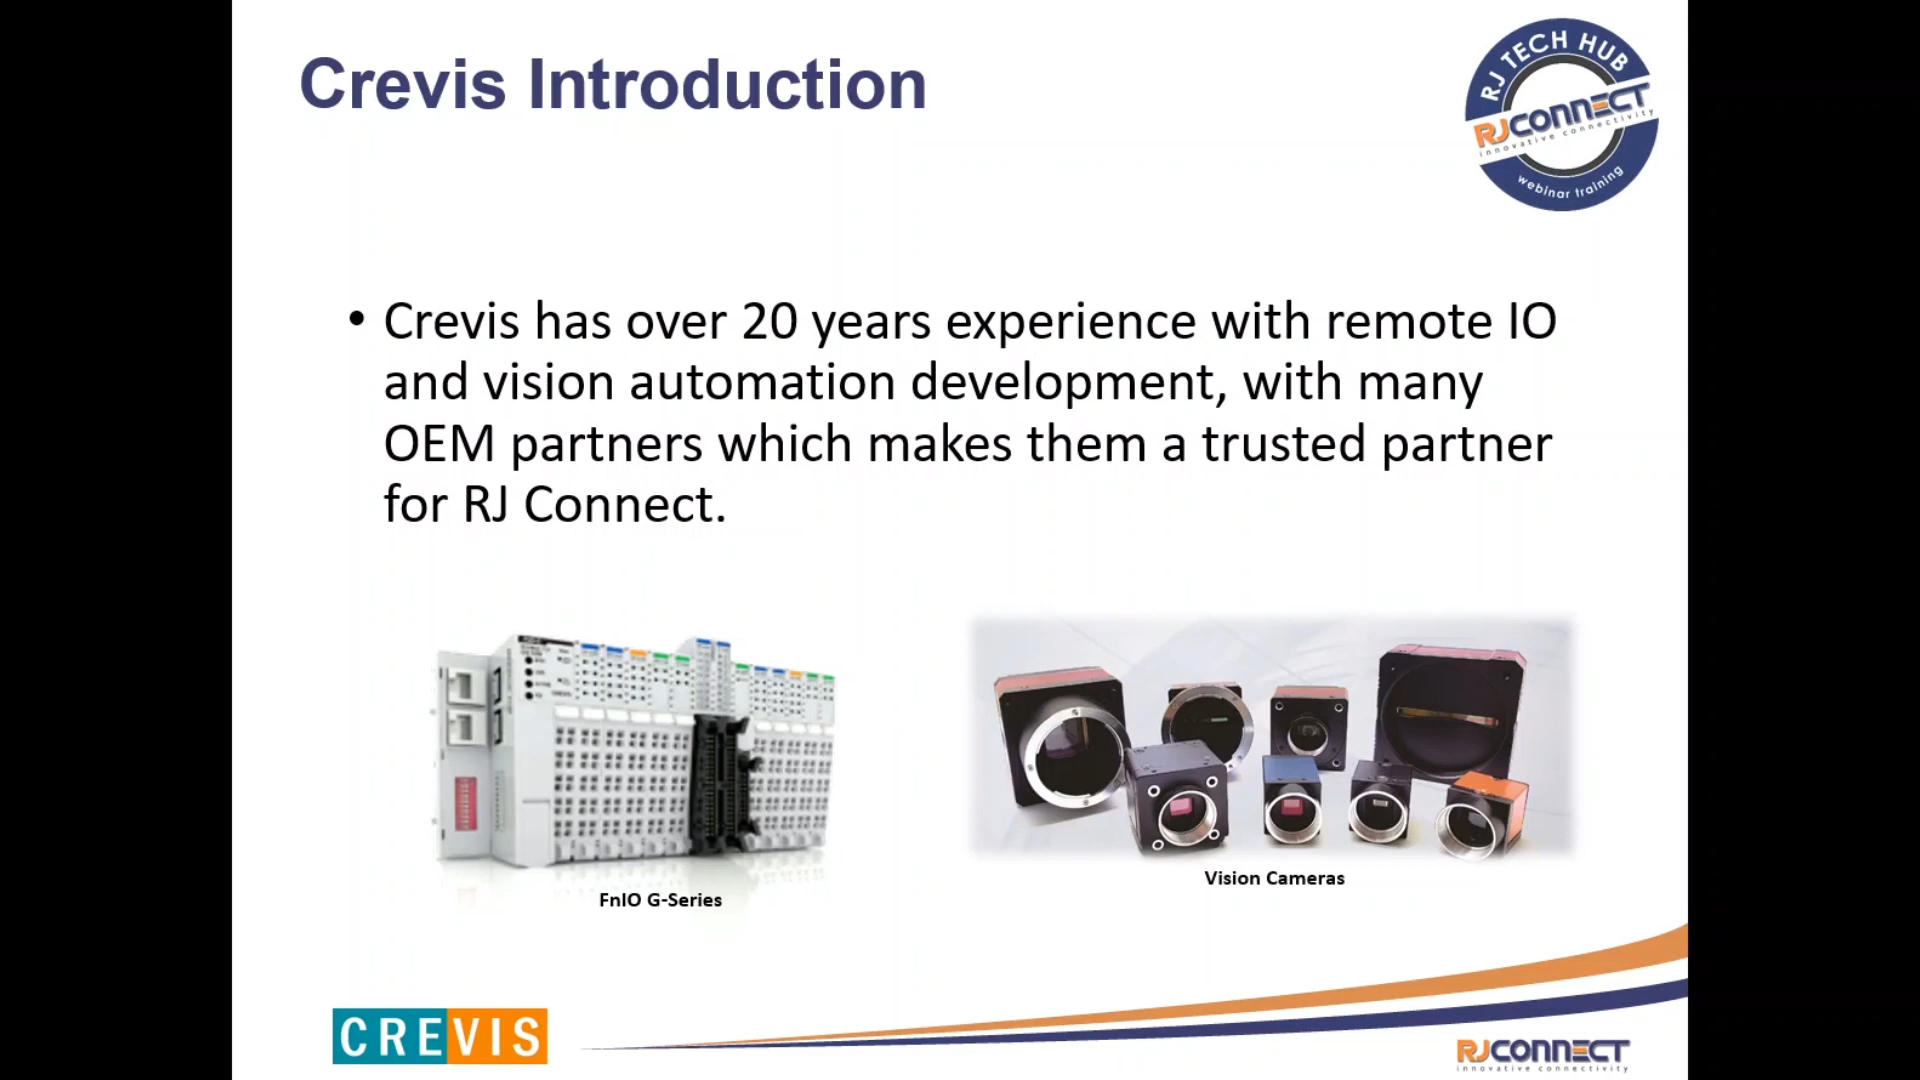 Crevis Introduction
RJ TECH HUB
RJCONNECT
innovative connectivity
webinar training
• Crevis has over 20 years experience with remote IO
and vision automation development, with many
OEM partners which makes them a trusted partner
for RJ Connect.
FnIO G-Series
Vision Cameras
CREVIS
RJCONNECT
innovative connectivity